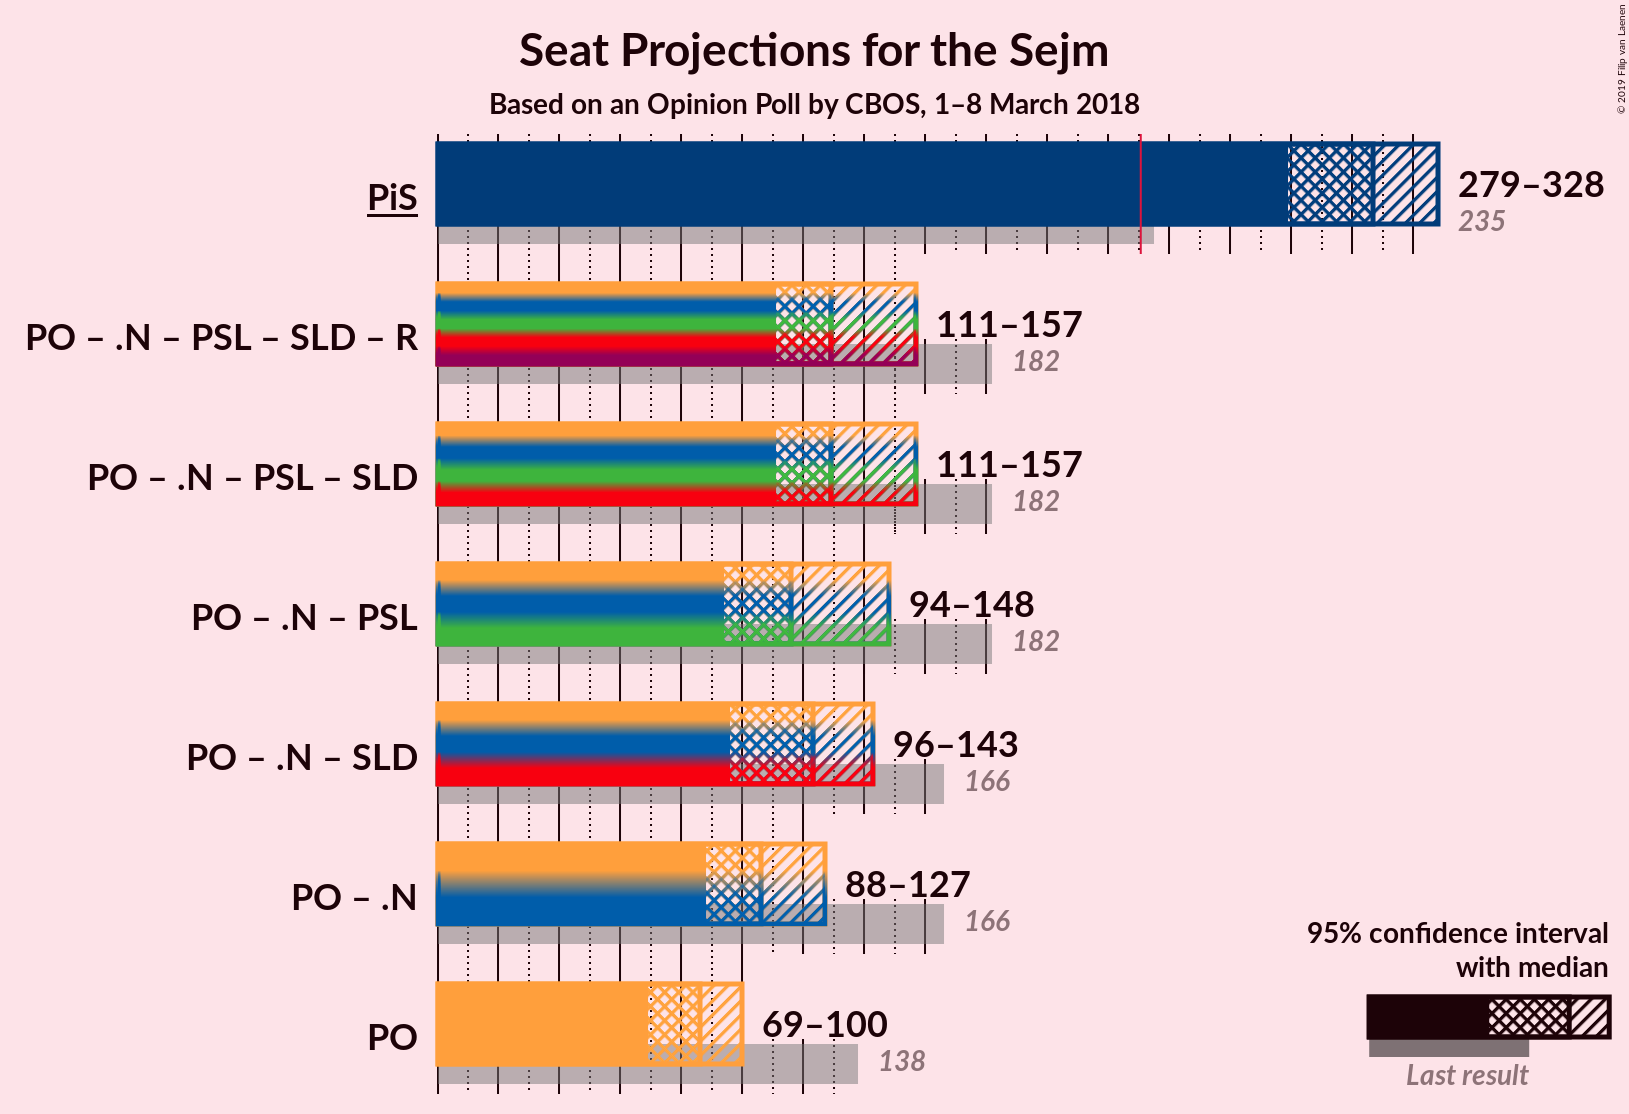 Seat Projections for the Sejm
Based on an Opinion Poll by CBOS, 1–8 March 2018
© 2019 Filip van Laenen
PiS
279–328
235
PO – .N – PSL – SLD – R
111–157
182
PO – .N – PSL – SLD
111–157
182
PO – .N – PSL
94–148
182
PO – .N – SLD
96–143
166
PO – .N
88–127
166
PO
69–100
138
95% confidence interval
with median
Last result